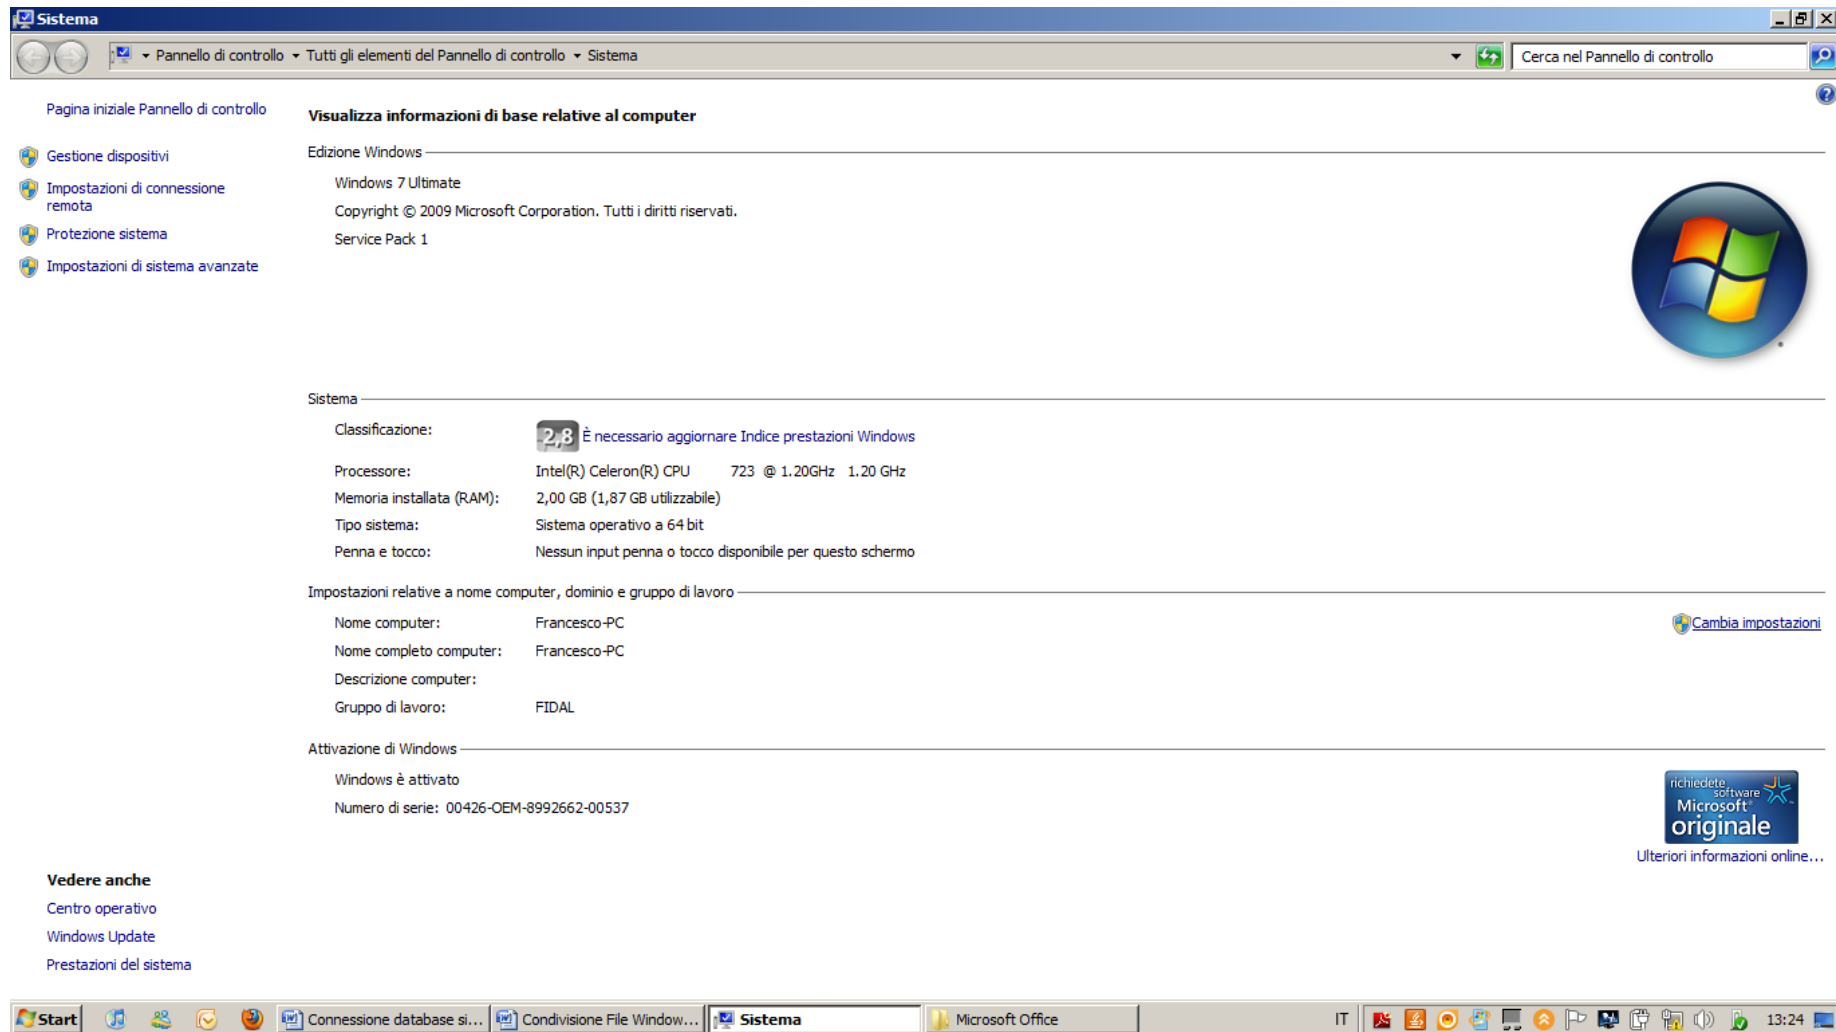 Sistema
Pannello di controllo Tutti gli elementi del Pannello di controllo Sistema
Cerca nel Pannello di controllo
Pagina iniziale Pannello di controllo
Gestione dispositivi
Impostazioni di connessione
remota
Protezione sistema
Impostazioni di sistema avanzate
Visualizza informazioni di base relative al computer
Edizione Windows
Windows 7 Ultimate
Copyright © 2009 Microsoft Corporation. Tutti i diritti riservati.
Service Pack 1
Sistema
Classificazione: 2,8 È necessario aggiornare Indice prestazioni Windows
Processore: Intel(R) Celeron(R) CPU 723 @ 1.20GHz 1.20 GHz
Memoria installata (RAM): 2,00 GB (1,87 GB utilizzabile)
Tipo sistema: Sistema operativo a 64 bit
Penna e tocco: Nessun input penna o tocco disponibile per questo schermo
Impostazioni relative a nome computer, dominio e gruppo di lavoro
Nome computer: Francesco-PC
Cambia impostazioni
Nome completo computer: Francesco-PC
Descrizione computer:
Gruppo di lavoro: FIDAL
Attivazione di Windows
Windows è attivato
Numero di serie: 00426-OEM-8992662-00537
richiedete
software
Microsoft®
originale
Ulteriori informazioni online...
Vedere anche
Centro operativo
Windows Update
Prestazioni del sistema
Start Connessione database si... Condivisione File Window... Sistema Microsoft Office IT 13:24